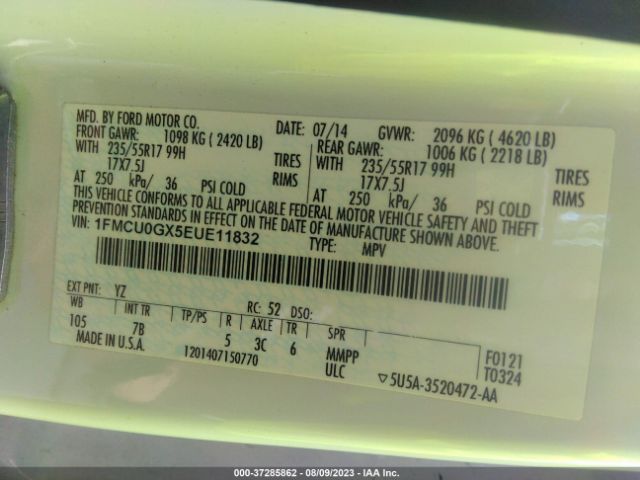 MFD. BY FORD MOTOR CO.
DATE: 07/14 GVWR: 2096 KG ( 4620 LB)
FRONT GAWR: 1098 KG ( 2420 LB)
REAR GAWR: 1006 KG ( 2218 LB)
WITH 235/55R17 99H TIRES
WITH 235/55R17 99H TIRES
17X7.5J RIMS
17X7.5J RIMS
AT 250 kPa/ 36 PSI COLD
AT 250 kPa/ 36 PSI COLD
THIS VEHICLE CONFORMS TO ALL APPLICABLE FEDERAL MOTOR VEHICLE SAFETY AND THEFT
PREVENTION STANDARDS IN EFFECT ON THE DATE OF MANUFACTURE SHOWN ABOVE.
VIN: 1FMCU0GX5EUE11832
TYPE: MPV
EXT PNT: YZ RC: 52 DSO:
WB INT TR TP/PS R AXLE TR SPR
105 7B 5 3C 6 MMPP F0121
MADE IN U.S.A. 1201407150770 ULC T0324
▽5U5A-3520472-AA
000-37285862 - 08/09/2023 - IAA Inc.